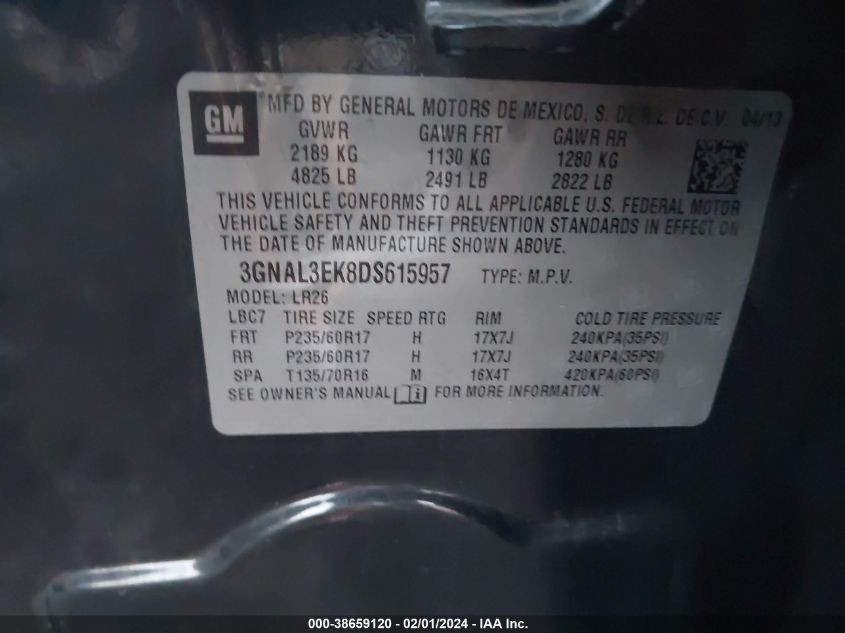 GM
MFD BY GENERAL MOTORS DE MEXICO, S. DE R.L. DE C.V. 04/13
GVWR GAWR FRT GAWR RR
2189 KG 1130 KG 1280 KG
4825 LB 2491 LB 2822 LB
THIS VEHICLE CONFORMS TO ALL APPLICABLE U.S. FEDERAL MOTOR
VEHICLE SAFETY AND THEFT PREVENTION STANDARDS IN EFFECT ON
THE DATE OF MANUFACTURE SHOWN ABOVE.
3GNAL3EK8DS615957 TYPE: M.P.V.
MODEL: LR26
LBC7 TIRE SIZE SPEED RTG RIM COLD TIRE PRESSURE
FRT P235/60R17 H 17X7J 240KPA(35PSI)
RR P235/60R17 H 17X7J 240KPA(35PSI)
SPA T135/70R16 M 16X4T 420KPA(60PSI)
SEE OWNER'S MANUAL i FOR MORE INFORMATION.
000-38659120 - 02/01/2024 - IAA Inc.